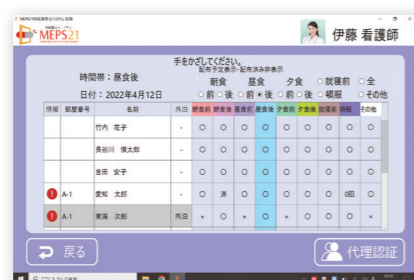 MEPS21
伊藤 看護師
手をかざしてください。
配布予定表示・配布済み非表示
時間帯：昼食後
朝食 昼食 夕食 ○就寝前 ○全
日付：2022年4月12日
○前○後 ○前●後 ○前○後 ○頓服 ○その他
情報 部屋番号 名前 外泊 朝食前 朝食後 昼食前 昼食後 夕食前 夕食後 就寝前 頓服 その他
竹内 花子 - ○ ○ ○ ○ ○ ○ ○ ○ ○
長谷川 慎太郎 - ○ ○ ○ ○ ○ ○ ○ ○ ○
吉田 安子 - ○ ○ ○ ○ ○ ○ ○ ○ ○
A-1 愛知 太郎 - ○ 済 ○ ○ ○ ○ ○ 0回 ○
A-1 東海 次郎 外泊 × ○ × ○ × ○ ○ ○ ×
戻る
代理認証